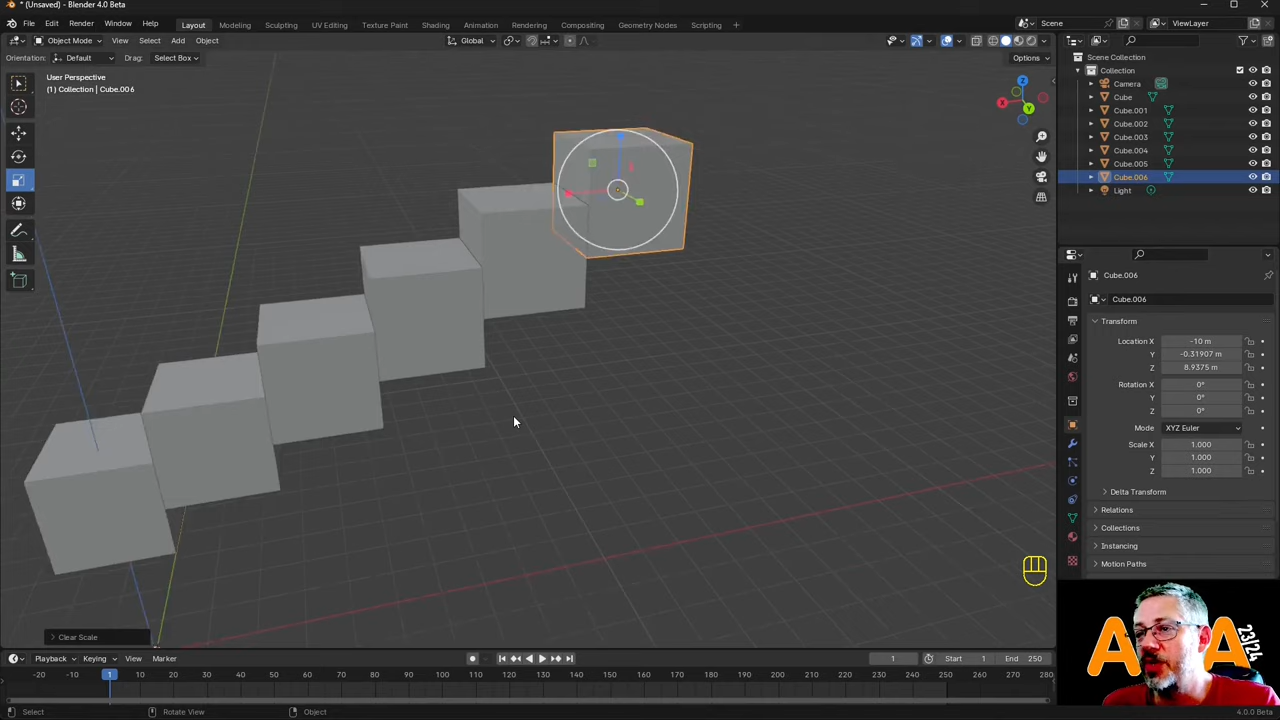 * (Unsaved) - Blender 4.0 Beta
File Edit Render Window Help Layout Modeling Sculpting UV Editing Texture Paint Shading Animation Rendering Compositing Geometry Nodes Scripting + Scene ViewLayer
Object Mode View Select Add Object Global
Orientation: Default Drag: Select Box Options
User Perspective
(1) Collection | Cube.006
X Y Z
Scene Collection
Collection
Camera
Cube
Cube.001
Cube.002
Cube.003
Cube.004
Cube.005
Cube.006
Light
Cube.006
Cube.006
Transform
Location X -10 m
Y -0.31907 m
Z 8.9375 m
Rotation X 0°
Y 0°
Z 0°
Mode XYZ Euler
Scale X 1.000
Y 1.000
Z 1.000
Delta Transform
Relations
Collections
Instancing
Motion Paths
Clear Scale
Playback Keying View Marker 1 Start 1 End 250
-20 -10 1 10 20 30 40 50 60 70 80 90 100 110 120 130 140 150 160 170 180 190 200 210 220 230 240 250 260 270 280
Select Rotate View Object 4.0.0 Beta
A A 23/24